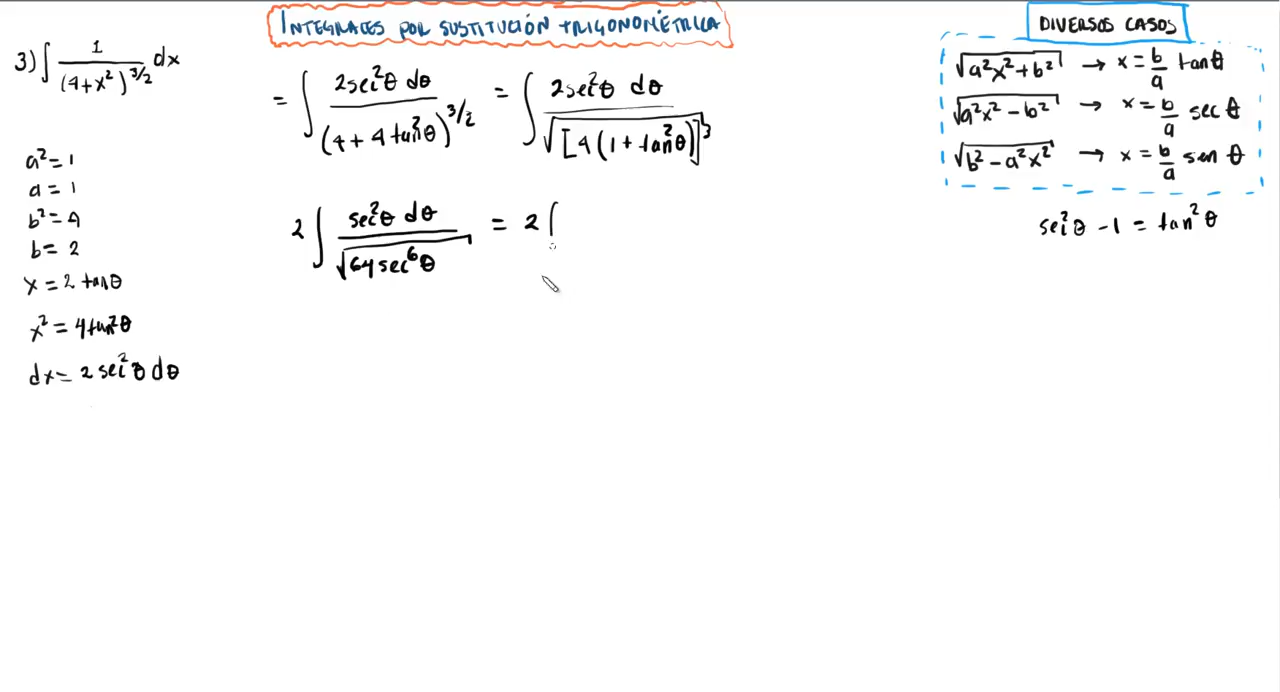 INTEGRALES POR SUSTITUCIÓN TRIGONOMÉTRICA
3) ∫ 1/(4+x²)^3/2 dx
a²=1
a=1
b²=4
b=2
x=2 tanθ
x²=4tan²θ
dx=2 sec²θ dθ
= ∫ 2sec²θ dθ/(4+4tan²θ)^3/2 = ∫ 2sec²θ dθ/√[4(1+tan²θ)]³
2 ∫ sec²θ dθ/√64sec⁶θ = 2 ∫
DIVERSOS CASOS
√a²x²+b² → x= b/a tanθ
√a²x²-b² → x= b/a sec θ
√b²-a²x² → x= b/a sen θ
sec²θ -1 = tan²θ